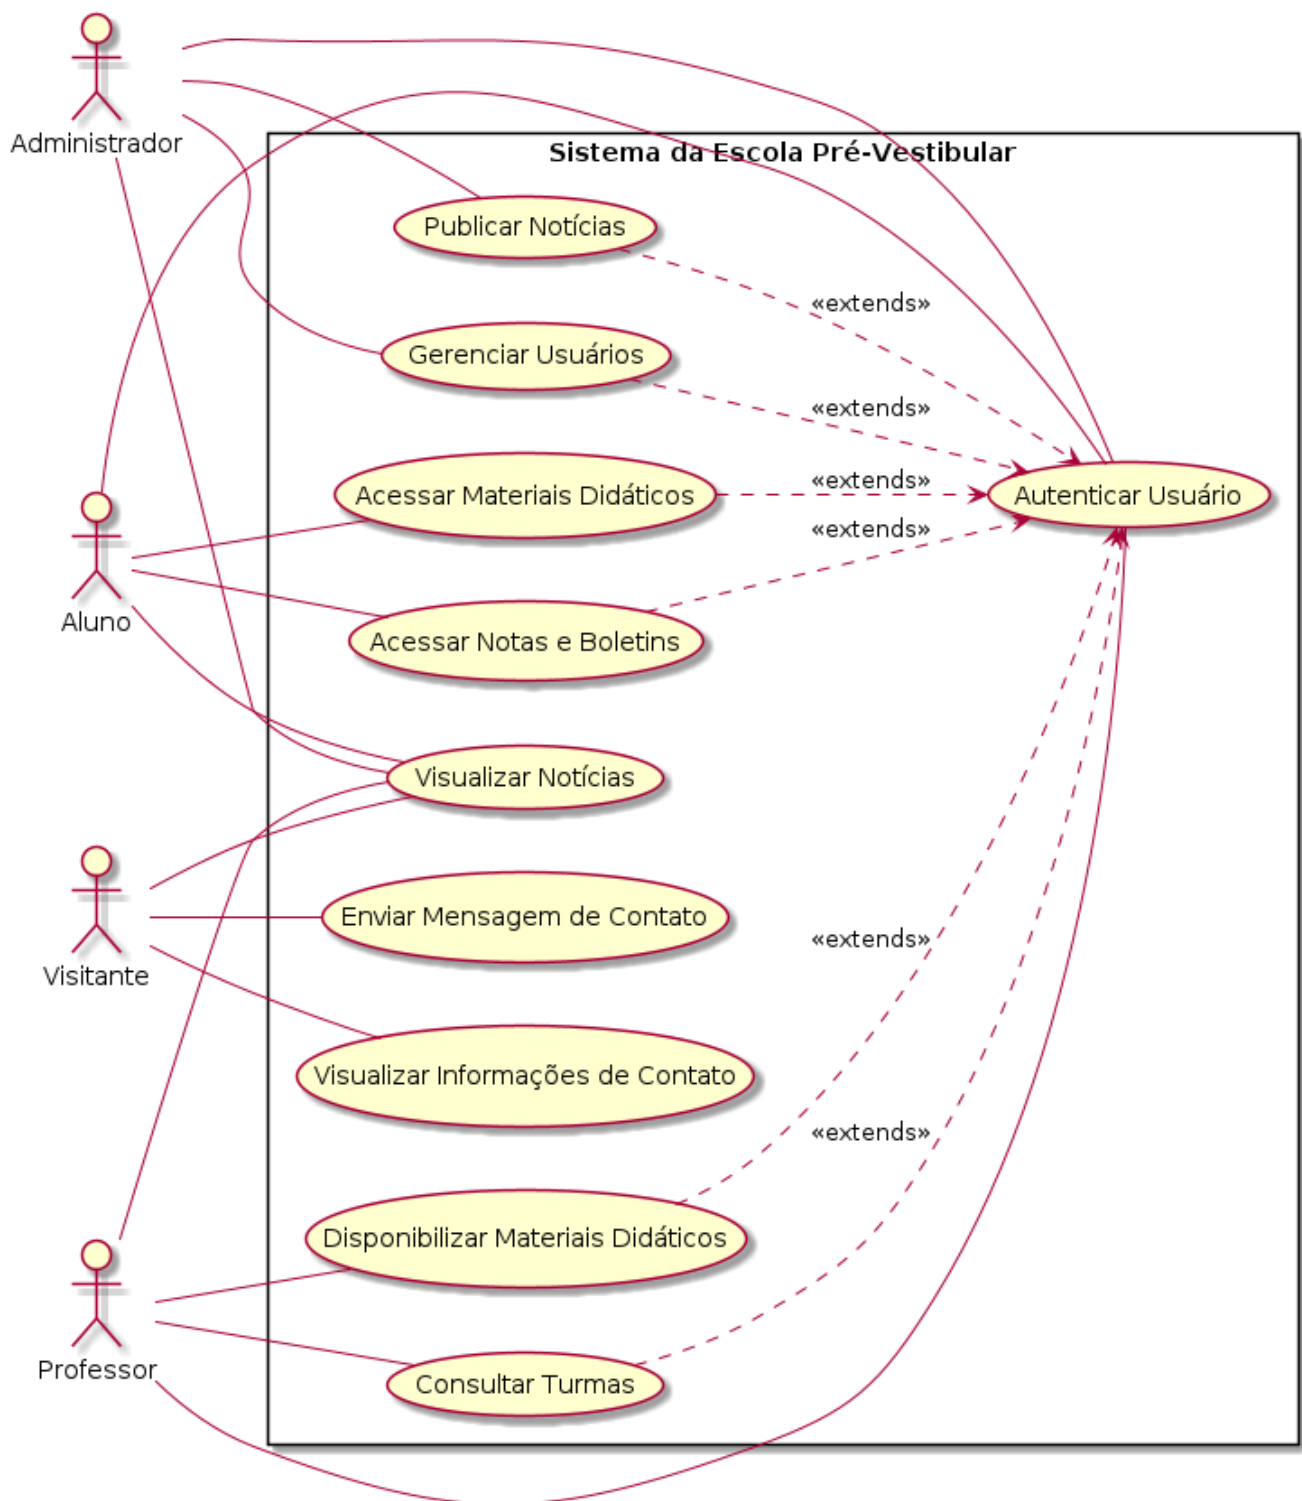 Administrador
Sistema da Escola Pré-Vestibular
Publicar Notícias
«extends»
Gerenciar Usuários
«extends»
Acessar Materiais Didáticos
«extends»
Autenticar Usuário
«extends»
Aluno
Acessar Notas e Boletins
Visualizar Notícias
Enviar Mensagem de Contato
«extends»
Visitante
Visualizar Informações de Contato
«extends»
Disponibilizar Materiais Didáticos
Professor
Consultar Turmas